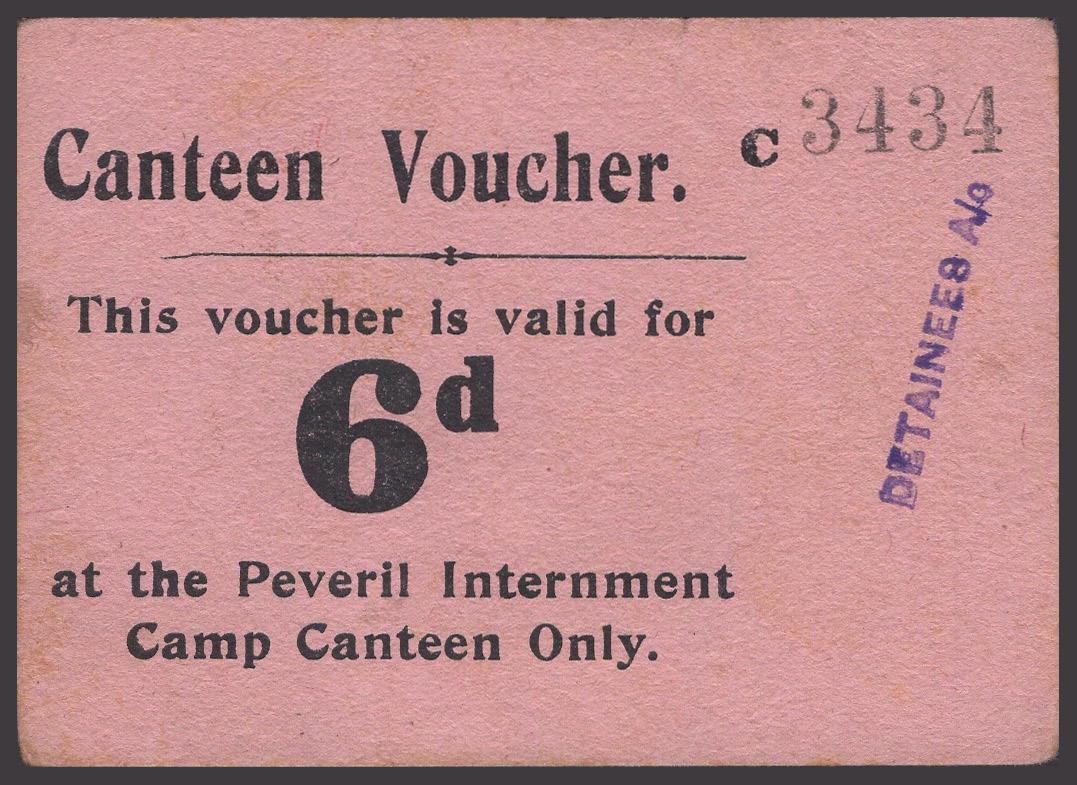 Canteen Voucher. C 3434
This voucher is valid for
6d
at the Peveril Internment
Camp Canteen Only.
DETAINEES A/c